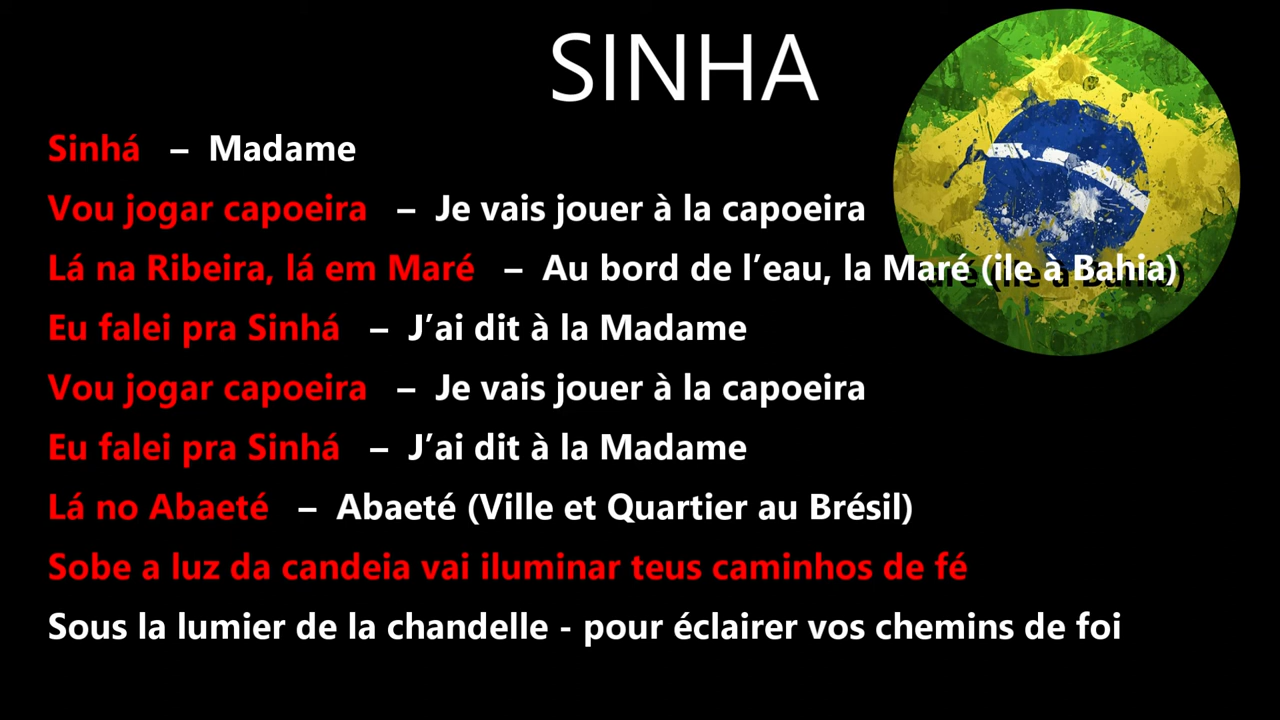 SINHA
Sinhá – Madame
Vou jogar capoeira – Je vais jouer à la capoeira
Lá na Ribeira, lá em Maré – Au bord de l’eau, la Maré (ile à Bahia)
Eu falei pra Sinhá – J’ai dit à la Madame
Vou jogar capoeira – Je vais jouer à la capoeira
Eu falei pra Sinhá – J’ai dit à la Madame
Lá no Abaeté – Abaeté (Ville et Quartier au Brésil)
Sobe a luz da candeia vai iluminar teus caminhos de fé
Sous la lumier de la chandelle - pour éclairer vos chemins de foi